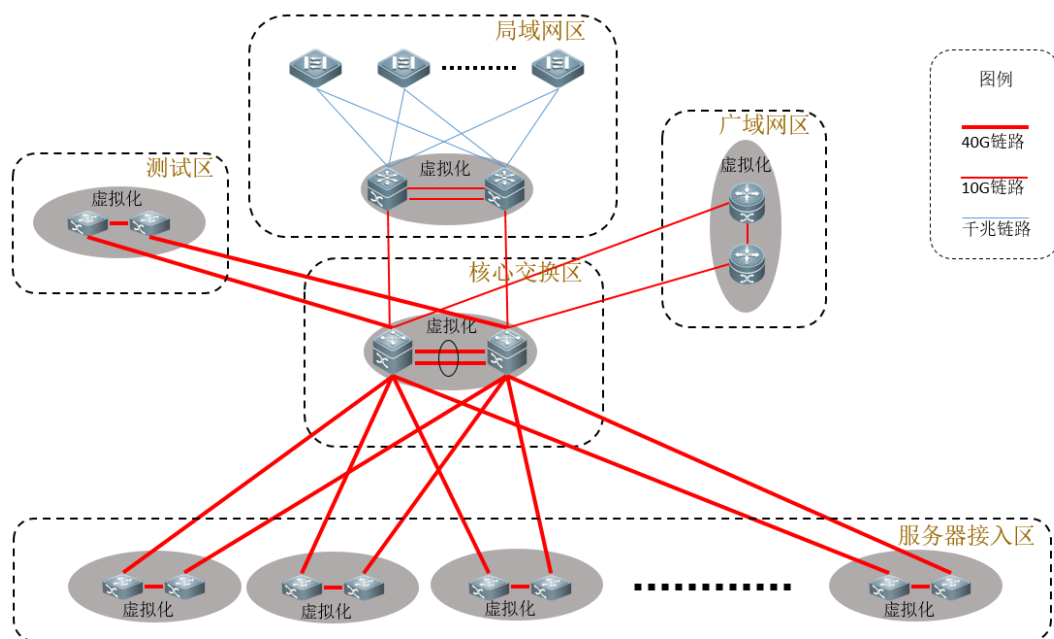 局域网区
图例
40G链路
10G链路
千兆链路
广域网区
虚拟化
测试区
虚拟化
虚拟化
核心交换区
虚拟化
服务器接入区
虚拟化
虚拟化
虚拟化
虚拟化